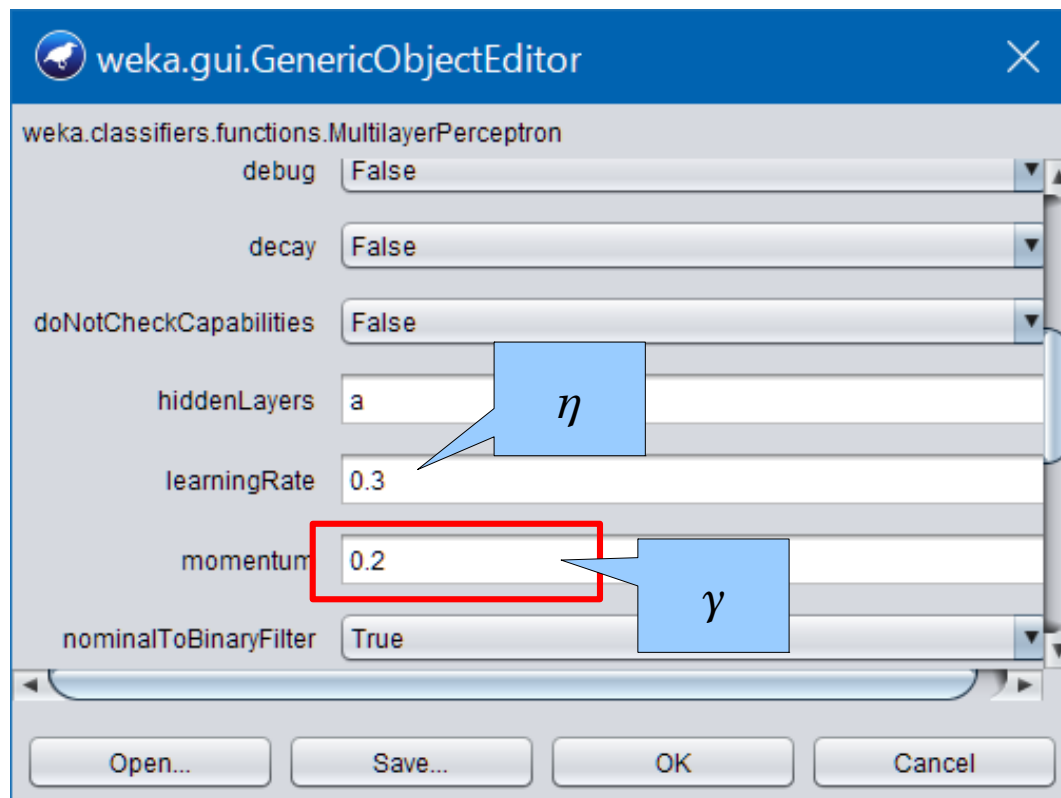 weka.gui.GenericObjectEditor
weka.classifiers.functions.MultilayerPerceptron
debug False
decay False
doNotCheckCapabilities False
hiddenLayers a
η
learningRate 0.3
momentum 0.2
γ
nominalToBinaryFilter True
Open... Save... OK Cancel